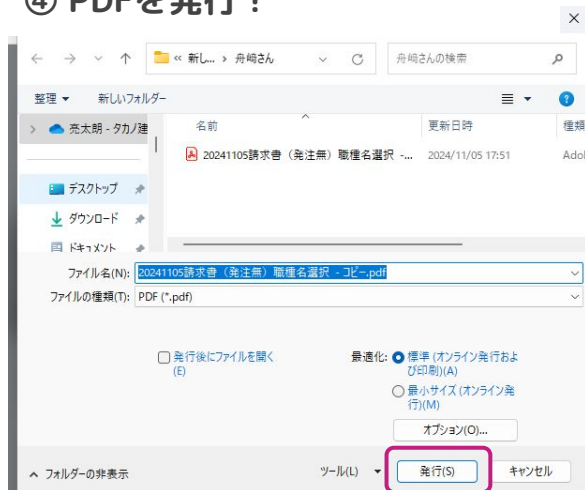 ④ PDFを発行！
« 新し... › 舟﨑さん
舟﨑さんの検索
整理 ▼ 新しいフォルダー
亮太朗 - タカノ建
名前 更新日時 種類
20241105請求書（発注無）職種名選択 -... 2024/11/05 17:51 Adol
デスクトップ
ダウンロード
ドキュメント
ファイル名(N): 20241105請求書（発注無）職種名選択 - コピー.pdf
ファイルの種類(T): PDF (*.pdf)
発行後にファイルを開く
(E)
最適化: 標準 (オンライン発行およ
び印刷)(A)
最小サイズ (オンライン発
行)(M)
オプション(O)...
フォルダーの非表示 ツール(L) ▼ 発行(S) キャンセル